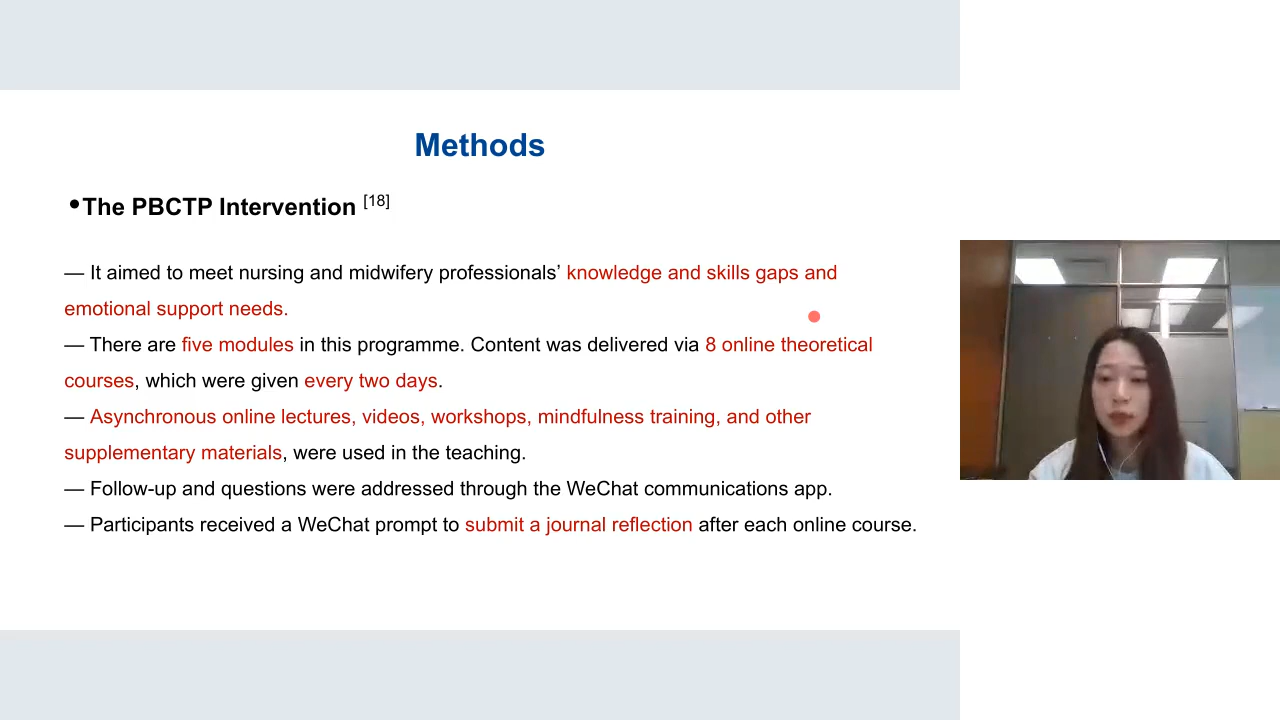 Methods
•The PBCTP Intervention [18]
— It aimed to meet nursing and midwifery professionals’ knowledge and skills gaps and
emotional support needs.
— There are five modules in this programme. Content was delivered via 8 online theoretical
courses, which were given every two days.
— Asynchronous online lectures, videos, workshops, mindfulness training, and other
supplementary materials, were used in the teaching.
— Follow-up and questions were addressed through the WeChat communications app.
— Participants received a WeChat prompt to submit a journal reflection after each online course.